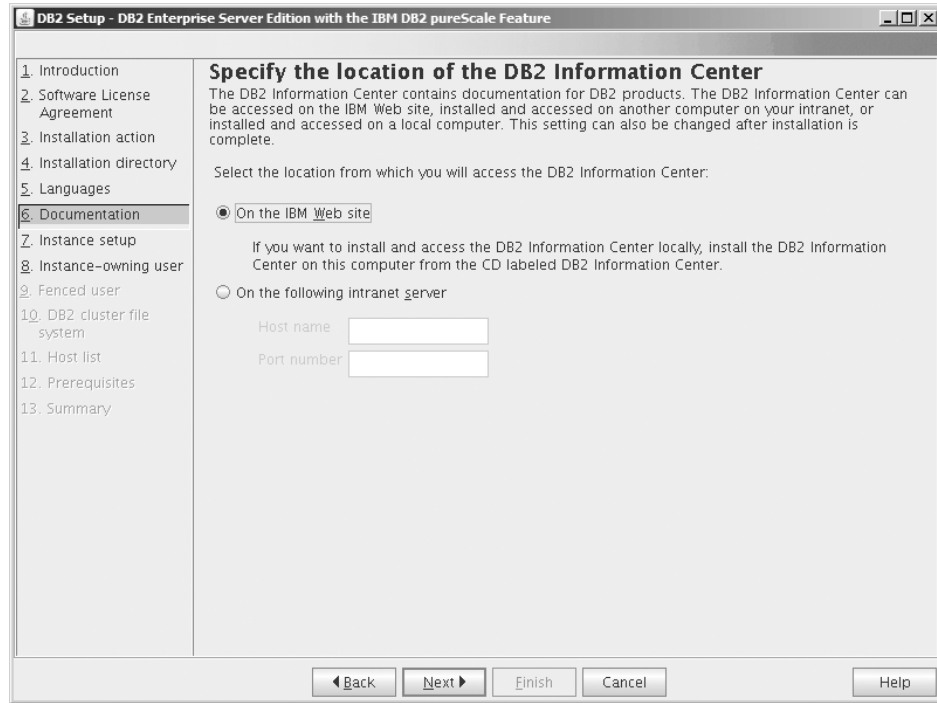 DB2 Setup - DB2 Enterprise Server Edition with the IBM DB2 pureScale Feature
1. Introduction
2. Software License
Agreement
3. Installation action
4. Installation directory
5. Languages
6. Documentation
7. Instance setup
8. Instance-owning user
9. Fenced user
10. DB2 cluster file
system
11. Host list
12. Prerequisites
13. Summary
Specify the location of the DB2 Information Center
The DB2 Information Center contains documentation for DB2 products. The DB2 Information Center can
be accessed on the IBM Web site, installed and accessed on another computer on your intranet, or
installed and accessed on a local computer. This setting can also be changed after installation is
complete.
Select the location from which you will access the DB2 Information Center:
On the IBM Web site
If you want to install and access the DB2 Information Center locally, install the DB2 Information
Center on this computer from the CD labeled DB2 Information Center.
On the following intranet server
Host name
Port number
Back Next Finish Cancel Help